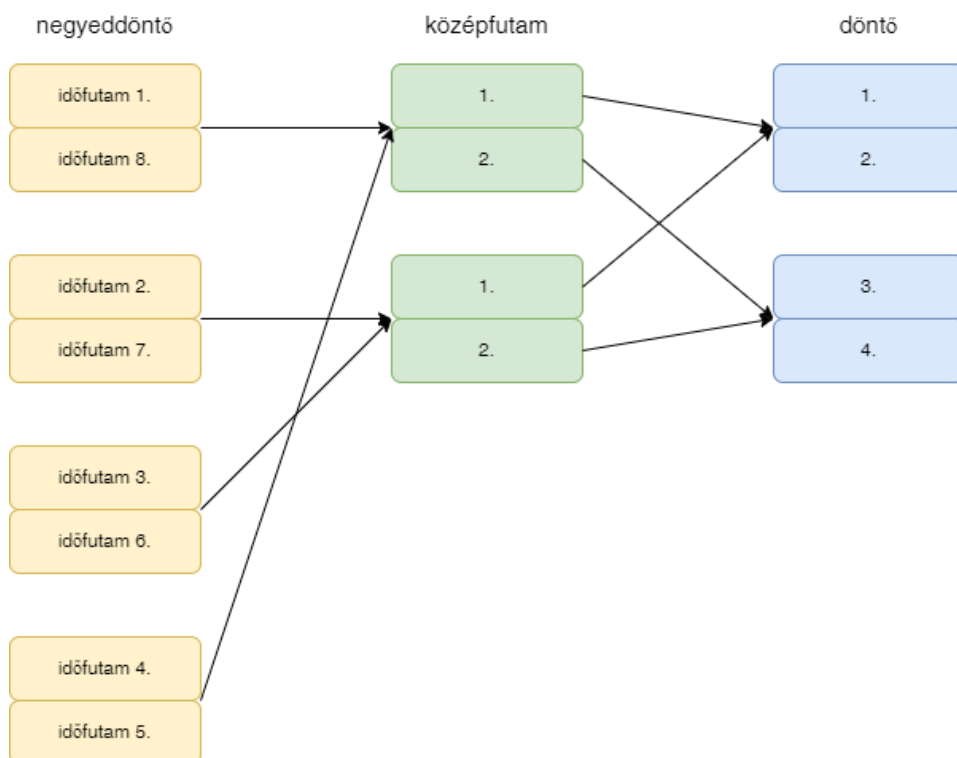 negyeddöntő
középfutam
döntő
időfutam 1.
időfutam 8.
időfutam 2.
időfutam 7.
időfutam 3.
időfutam 6.
időfutam 4.
időfutam 5.
1.
2.
1.
2.
1.
2.
3.
4.